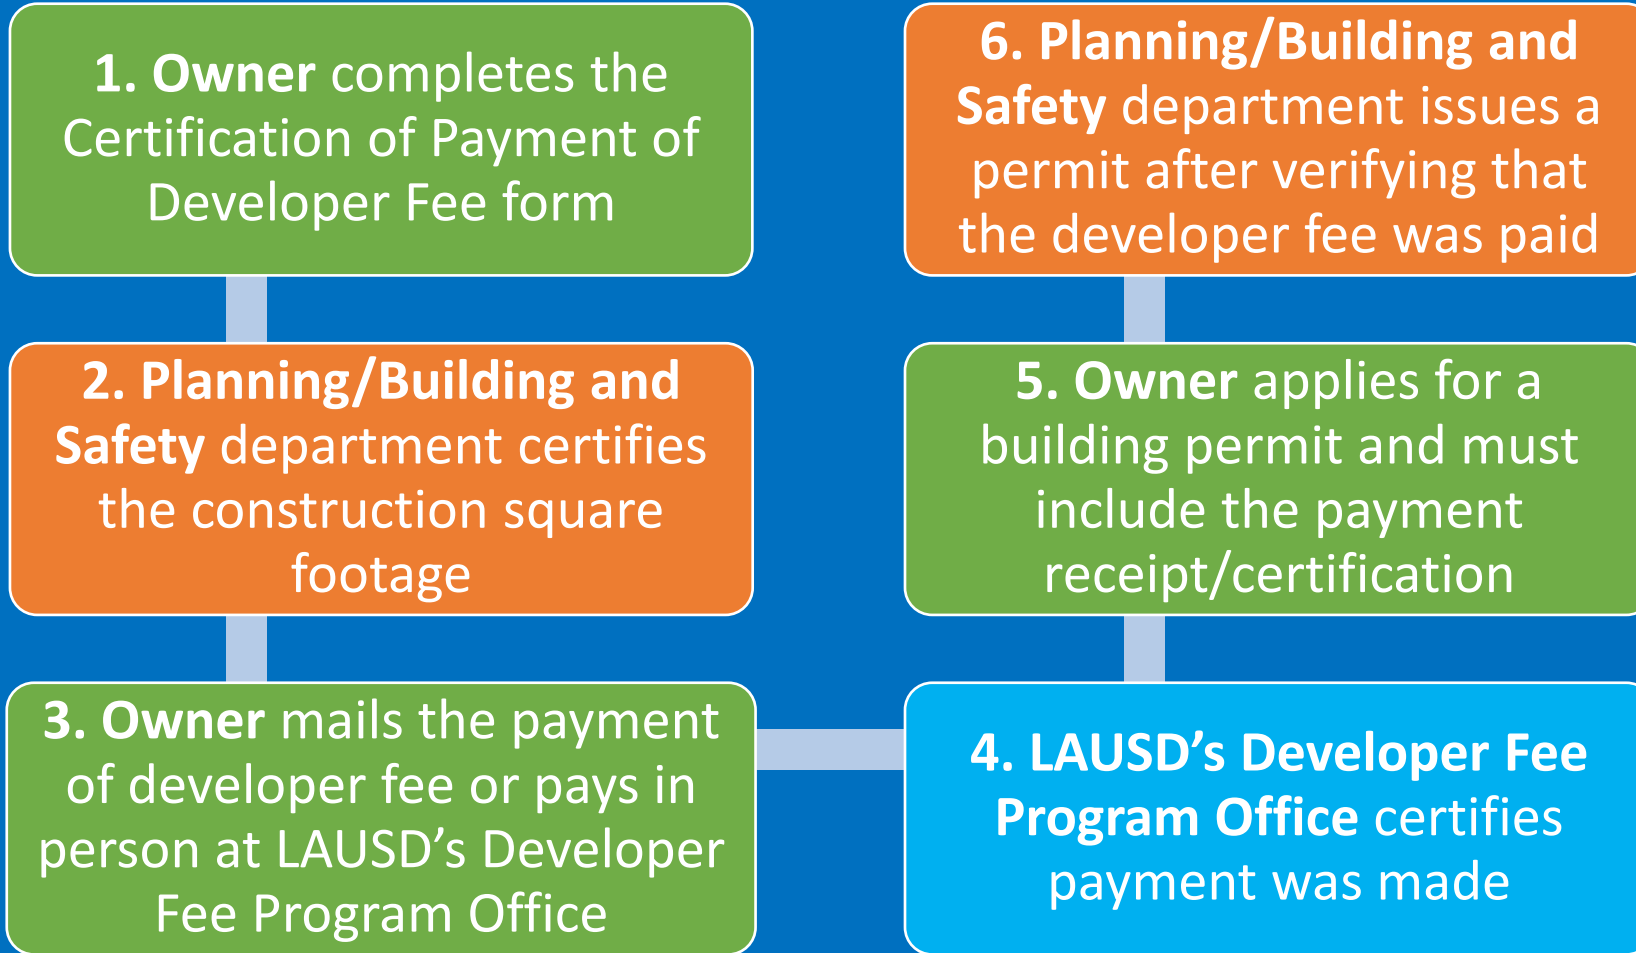 1. Owner completes the
Certification of Payment of
Developer Fee form
2. Planning/Building and
Safety department certifies
the construction square
footage
3. Owner mails the payment
of developer fee or pays in
person at LAUSD’s Developer
Fee Program Office
4. LAUSD’s Developer Fee
Program Office certifies
payment was made
5. Owner applies for a
building permit and must
include the payment
receipt/certification
6. Planning/Building and
Safety department issues a
permit after verifying that
the developer fee was paid